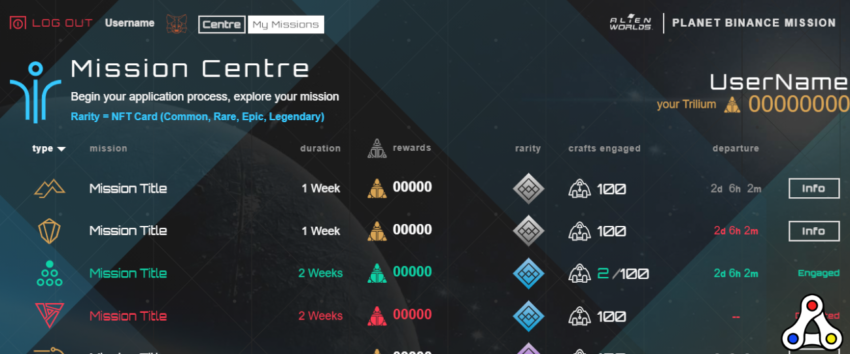 LOG OUT Username Centre My Missions ALIEN WORLDS PLANET BINANCE MISSION
Mission Centre
Begin your application process, explore your mission
Rarity = NFT Card (Common, Rare, Epic, Legendary)
UserName
your Trilium 00000000
type mission duration rewards rarity crafts engaged departure
Mission Title 1 Week 00000 100 2d 6h 2m Info
Mission Title 1 Week 00000 100 2d 6h 2m Info
Mission Title 2 Weeks 00000 2 /100 2d 6h 2m Engaged
Mission Title 2 Weeks 00000 100 --